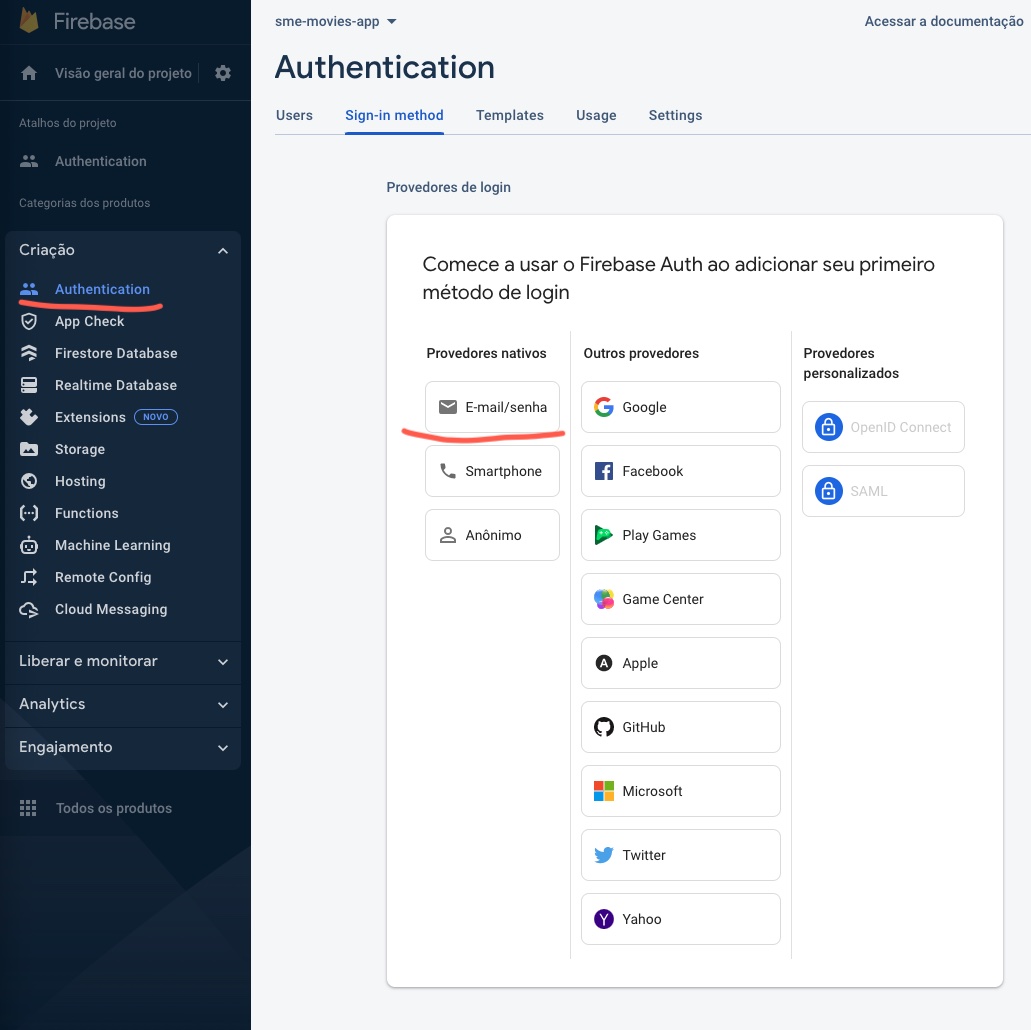 Firebase
Visão geral do projeto
Atalhos do projeto
Authentication
Categorias dos produtos
Criação
Authentication
App Check
Firestore Database
Realtime Database
Extensions NOVO
Storage
Hosting
Functions
Machine Learning
Remote Config
Cloud Messaging
Liberar e monitorar
Analytics
Engajamento
Todos os produtos
sme-movies-app
Acessar a documentação
Authentication
Users Sign-in method Templates Usage Settings
Provedores de login
Comece a usar o Firebase Auth ao adicionar seu primeiro
método de login
Provedores nativos
E-mail/senha
Smartphone
Anônimo
Outros provedores
Google
Facebook
Play Games
Game Center
Apple
GitHub
Microsoft
Twitter
Yahoo
Provedores
personalizados
OpenID Connect
SAML